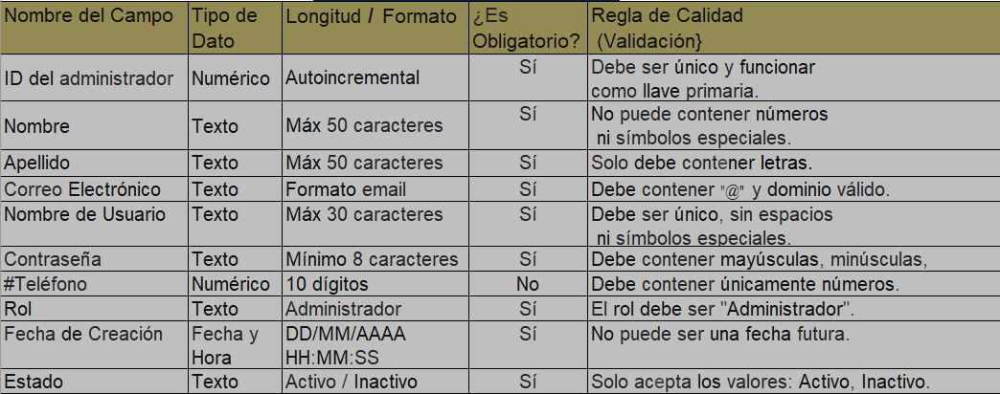 Nombre del Campo Tipo de Dato Longitud / Formato ¿Es Obligatorio? Regla de Calidad (Validación}
ID del administrador Numérico Autoincremental Sí Debe ser único y funcionar
como llave primaria.
Nombre Texto Máx 50 caracteres Sí No puede contener números
ni símbolos especiales.
Apellido Texto Máx 50 caracteres Sí Solo debe contener letras.
Correo Electrónico Texto Formato email Sí Debe contener "@" y dominio válido.
Nombre de Usuario Texto Máx 30 caracteres Sí Debe ser único, sin espacios
ni símbolos especiales.
Contraseña Texto Mínimo 8 caracteres Sí Debe contener mayúsculas, minúsculas,
#Teléfono Numérico 10 dígitos No Debe contener únicamente números.
Rol Texto Administrador Sí El rol debe ser "Administrador".
Fecha de Creación Fecha y Hora DD/MM/AAAA HH:MM:SS Sí No puede ser una fecha futura.
Estado Texto Activo / Inactivo Sí Solo acepta los valores: Activo, Inactivo.